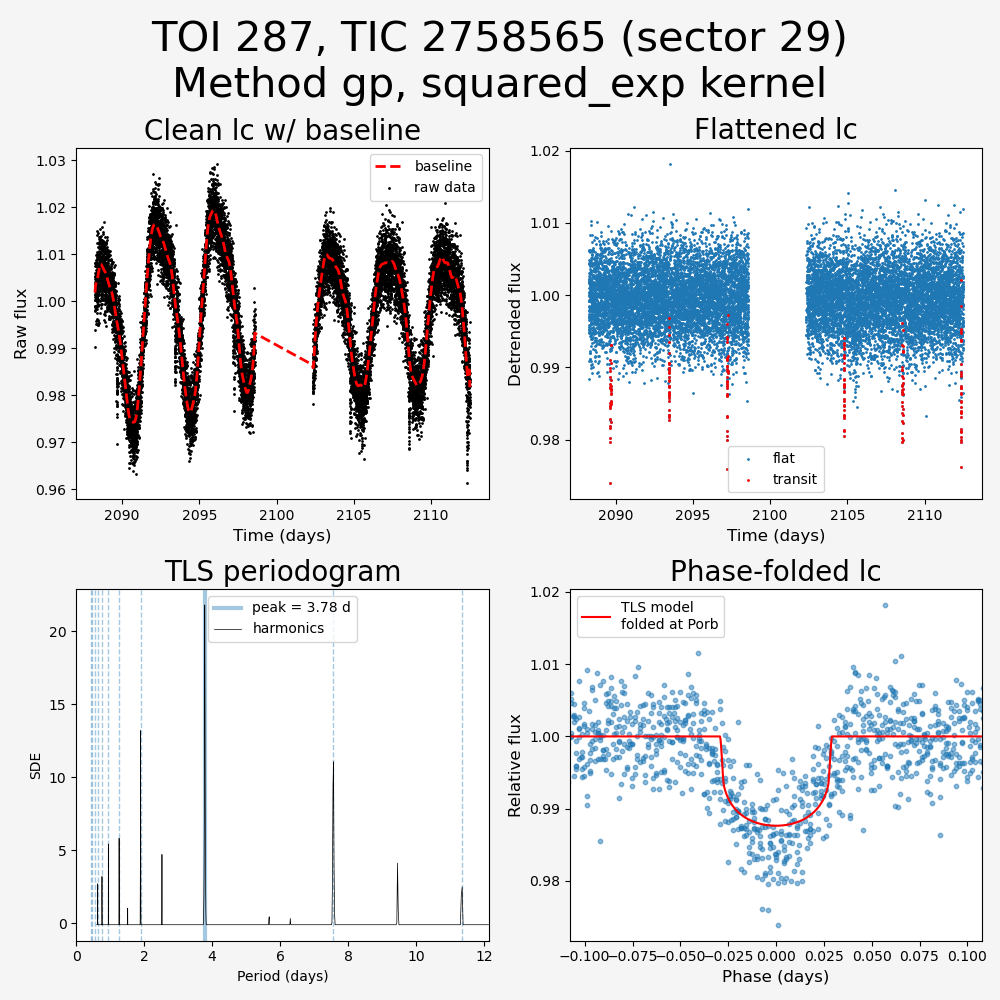 TOI 287, TIC 2758565 (sector 29)
Method gp, squared_exp kernel
Clean lc w/ baseline
baseline
raw data
1.03
1.02
1.01
1.00
0.99
0.98
0.97
0.96
Raw flux
2090
2095
2100
2105
2110
Time (days)
Flattened lc
1.02
1.01
1.00
0.99
0.98
Detrended flux
flat
transit
2090
2095
2100
2105
2110
Time (days)
TLS periodogram
peak = 3.78 d
harmonics
20
15
10
5
0
SDE
0
2
4
6
8
10
12
Period (days)
Phase-folded lc
TLS model
folded at Porb
1.02
1.01
1.00
0.99
0.98
Relative flux
−0.100
−0.075
−0.050
−0.025
0.000
0.025
0.050
0.075
0.100
Phase (days)